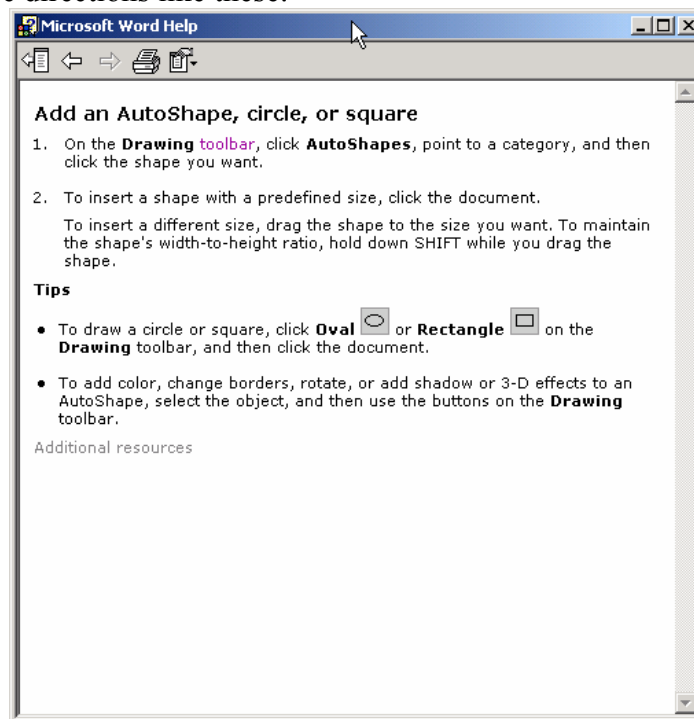 directions like these.
Microsoft Word Help
Add an AutoShape, circle, or square
1. On the Drawing toolbar, click AutoShapes, point to a category, and then
click the shape you want.
2. To insert a shape with a predefined size, click the document.
To insert a different size, drag the shape to the size you want. To maintain
the shape's width-to-height ratio, hold down SHIFT while you drag the
shape.
Tips
● To draw a circle or square, click Oval or Rectangle on the
Drawing toolbar, and then click the document.
● To add color, change borders, rotate, or add shadow or 3-D effects to an
AutoShape, select the object, and then use the buttons on the Drawing
toolbar.
Additional resources